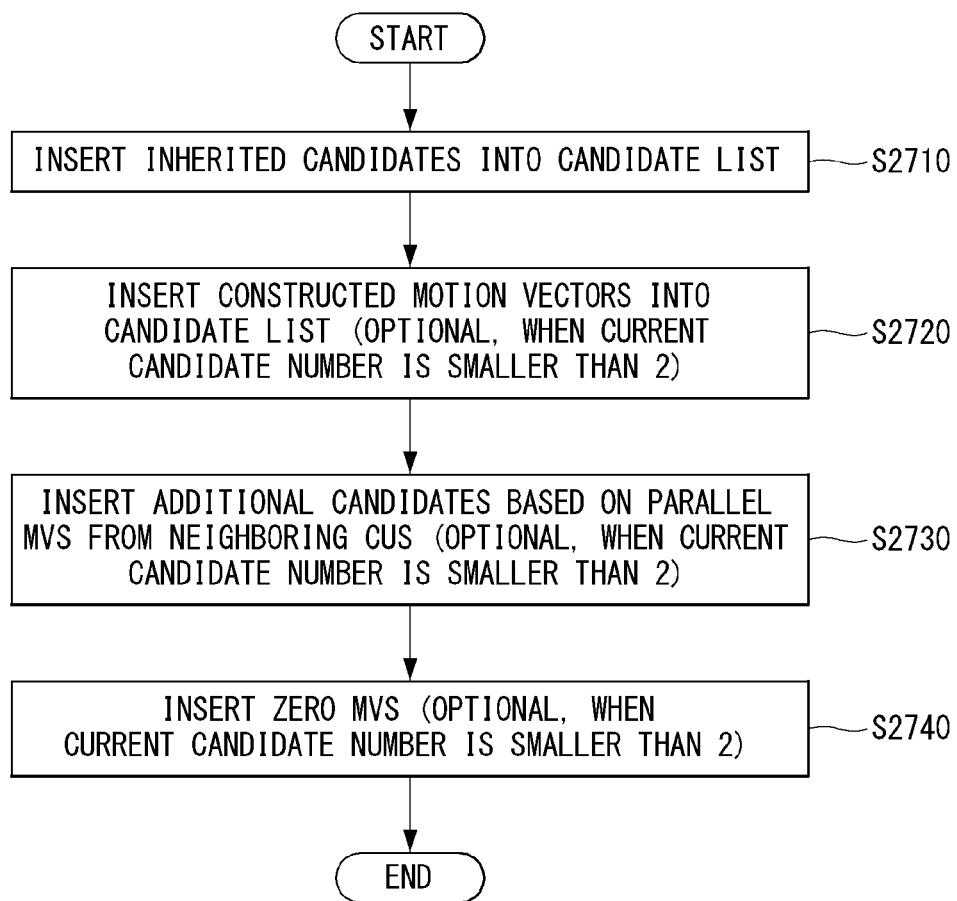 START
INSERT INHERITED CANDIDATES INTO CANDIDATE LIST
S2710
INSERT CONSTRUCTED MOTION VECTORS INTO
CANDIDATE LIST (OPTIONAL, WHEN CURRENT
CANDIDATE NUMBER IS SMALLER THAN 2)
S2720
INSERT ADDITIONAL CANDIDATES BASED ON PARALLEL
MVS FROM NEIGHBORING CUS (OPTIONAL, WHEN CURRENT
CANDIDATE NUMBER IS SMALLER THAN 2)
S2730
INSERT ZERO MVS (OPTIONAL, WHEN
CURRENT CANDIDATE NUMBER IS SMALLER THAN 2)
S2740
END